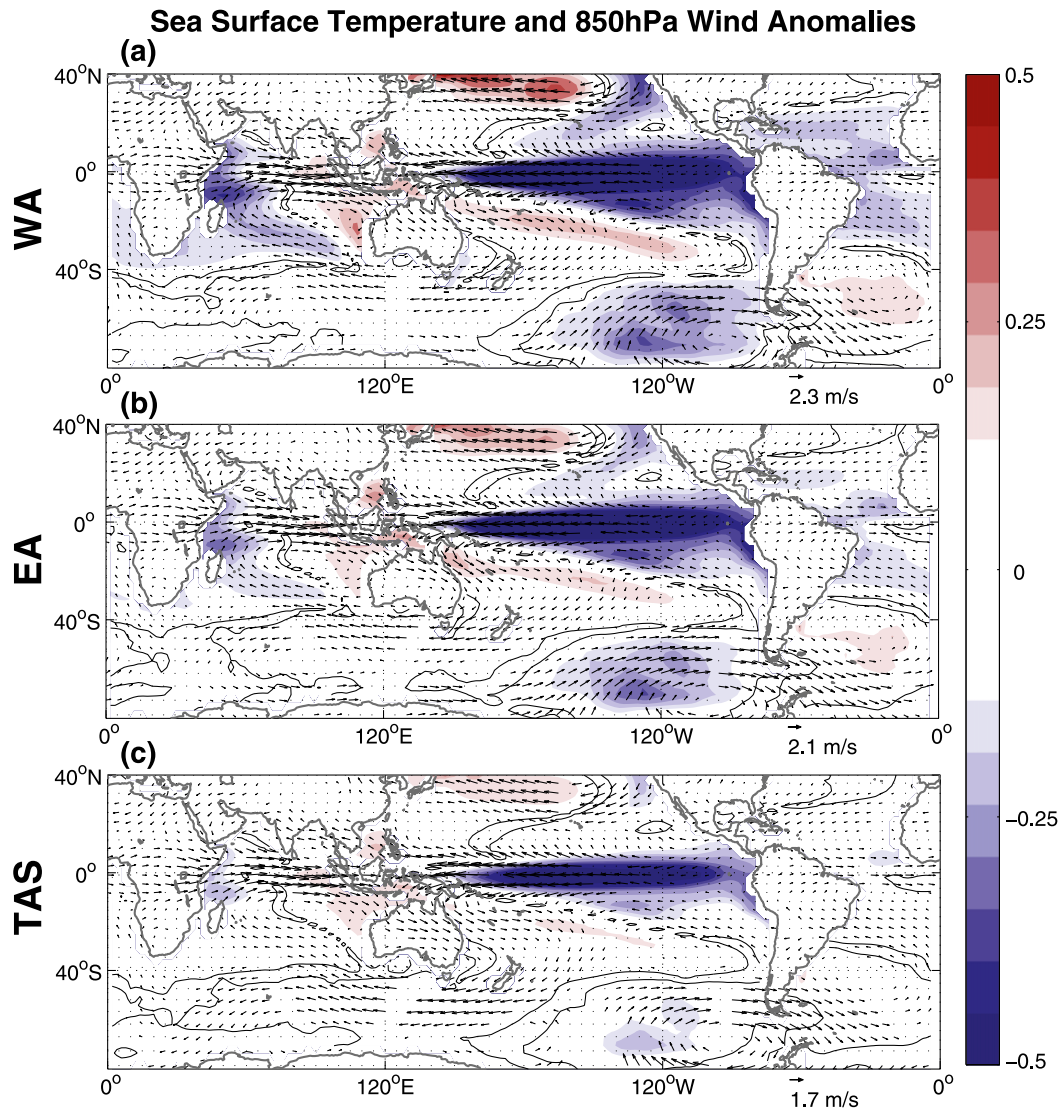 Sea Surface Temperature and 850hPa Wind Anomalies
(a)
WA
40°N
0°
40°S
0°
120°E
120°W
0°
2.3 m/s
(b)
EA
40°N
0°
40°S
0°
120°E
120°W
0°
2.1 m/s
(c)
TAS
40°N
0°
40°S
0°
120°E
120°W
0°
1.7 m/s
0.5
0.25
0
−0.25
−0.5